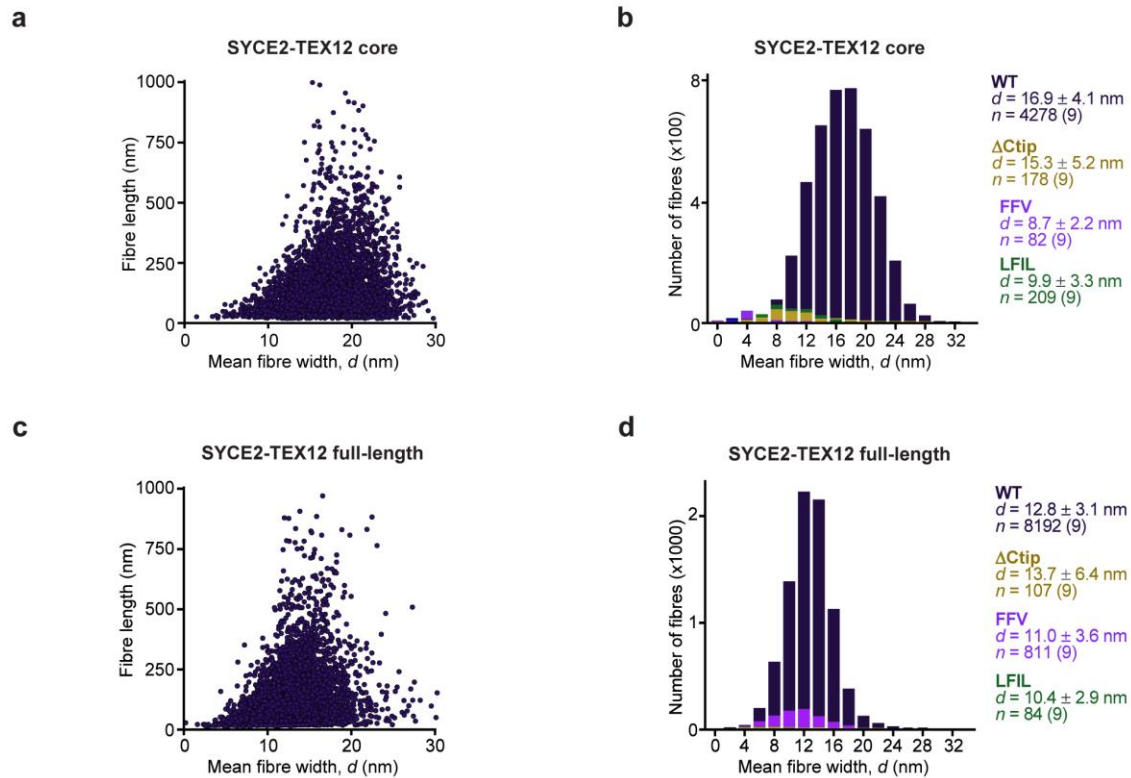 a
SYCE2-TEX12 core
1000
750
500
250
0
Fibre length (nm)
0 10 20 30
Mean fibre width, d (nm)
b
SYCE2-TEX12 core
8
4
0
Number of fibres (x100)
0 4 8 12 16 20 24 28 32
Mean fibre width, d (nm)
WT
d = 16.9 ± 4.1 nm
n = 4278 (9)
ΔCtip
d = 15.3 ± 5.2 nm
n = 178 (9)
FFV
d = 8.7 ± 2.2 nm
n = 82 (9)
LFIL
d = 9.9 ± 3.3 nm
n = 209 (9)
c
SYCE2-TEX12 full-length
1000
750
500
250
0
Fibre length (nm)
0 10 20 30
Mean fibre width, d (nm)
d
SYCE2-TEX12 full-length
2
1
0
Number of fibres (x1000)
0 4 8 12 16 20 24 28 32
Mean fibre width, d (nm)
WT
d = 12.8 ± 3.1 nm
n = 8192 (9)
ΔCtip
d = 13.7 ± 6.4 nm
n = 107 (9)
FFV
d = 11.0 ± 3.6 nm
n = 811 (9)
LFIL
d = 10.4 ± 2.9 nm
n = 84 (9)